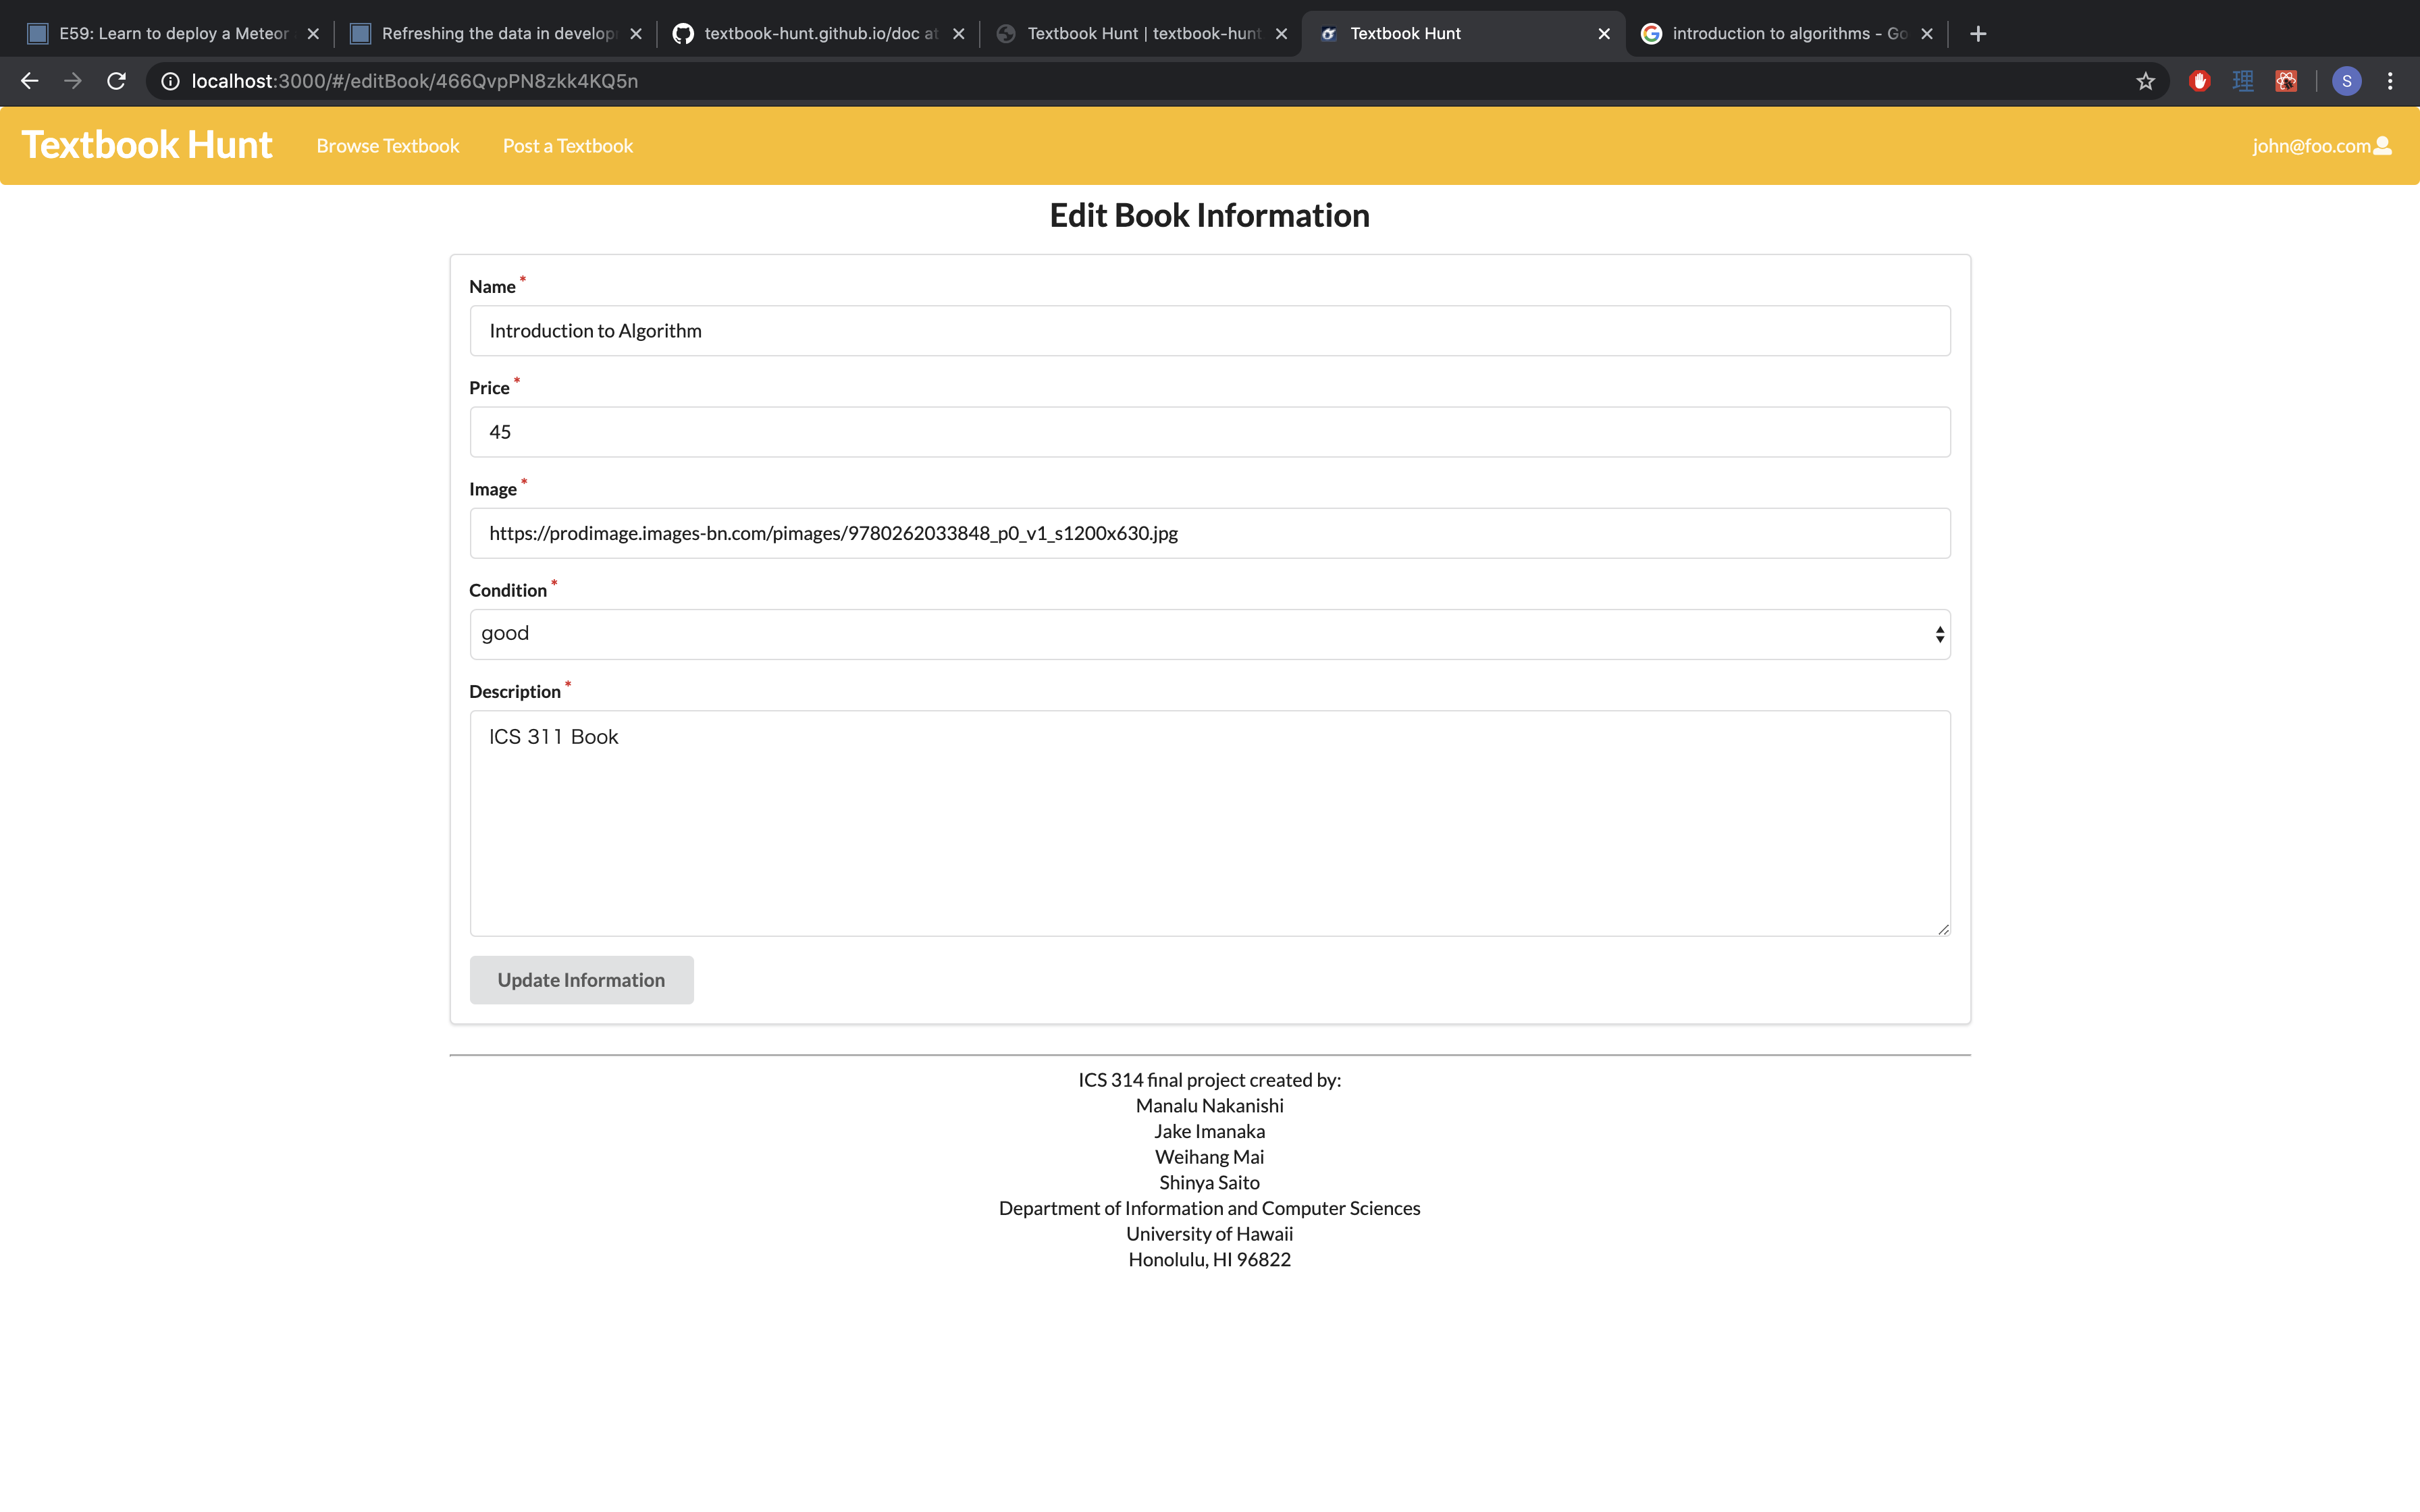 E59: Learn to deploy a Meteor
Refreshing the data in develop
textbook-hunt.github.io/doc at
Textbook Hunt | textbook-hunt
Textbook Hunt
introduction to algorithms - Go
localhost:3000/#/editBook/466QvpPN8zkk4KQ5n
S
Textbook Hunt
Browse Textbook
Post a Textbook
john@foo.com
Edit Book Information
Name *
Introduction to Algorithm
Price *
45
Image *
https://prodimage.images-bn.com/pimages/9780262033848_p0_v1_s1200x630.jpg
Condition *
good
Description *
ICS 311 Book
Update Information
ICS 314 final project created by:
Manalu Nakanishi
Jake Imanaka
Weihang Mai
Shinya Saito
Department of Information and Computer Sciences
University of Hawaii
Honolulu, HI 96822